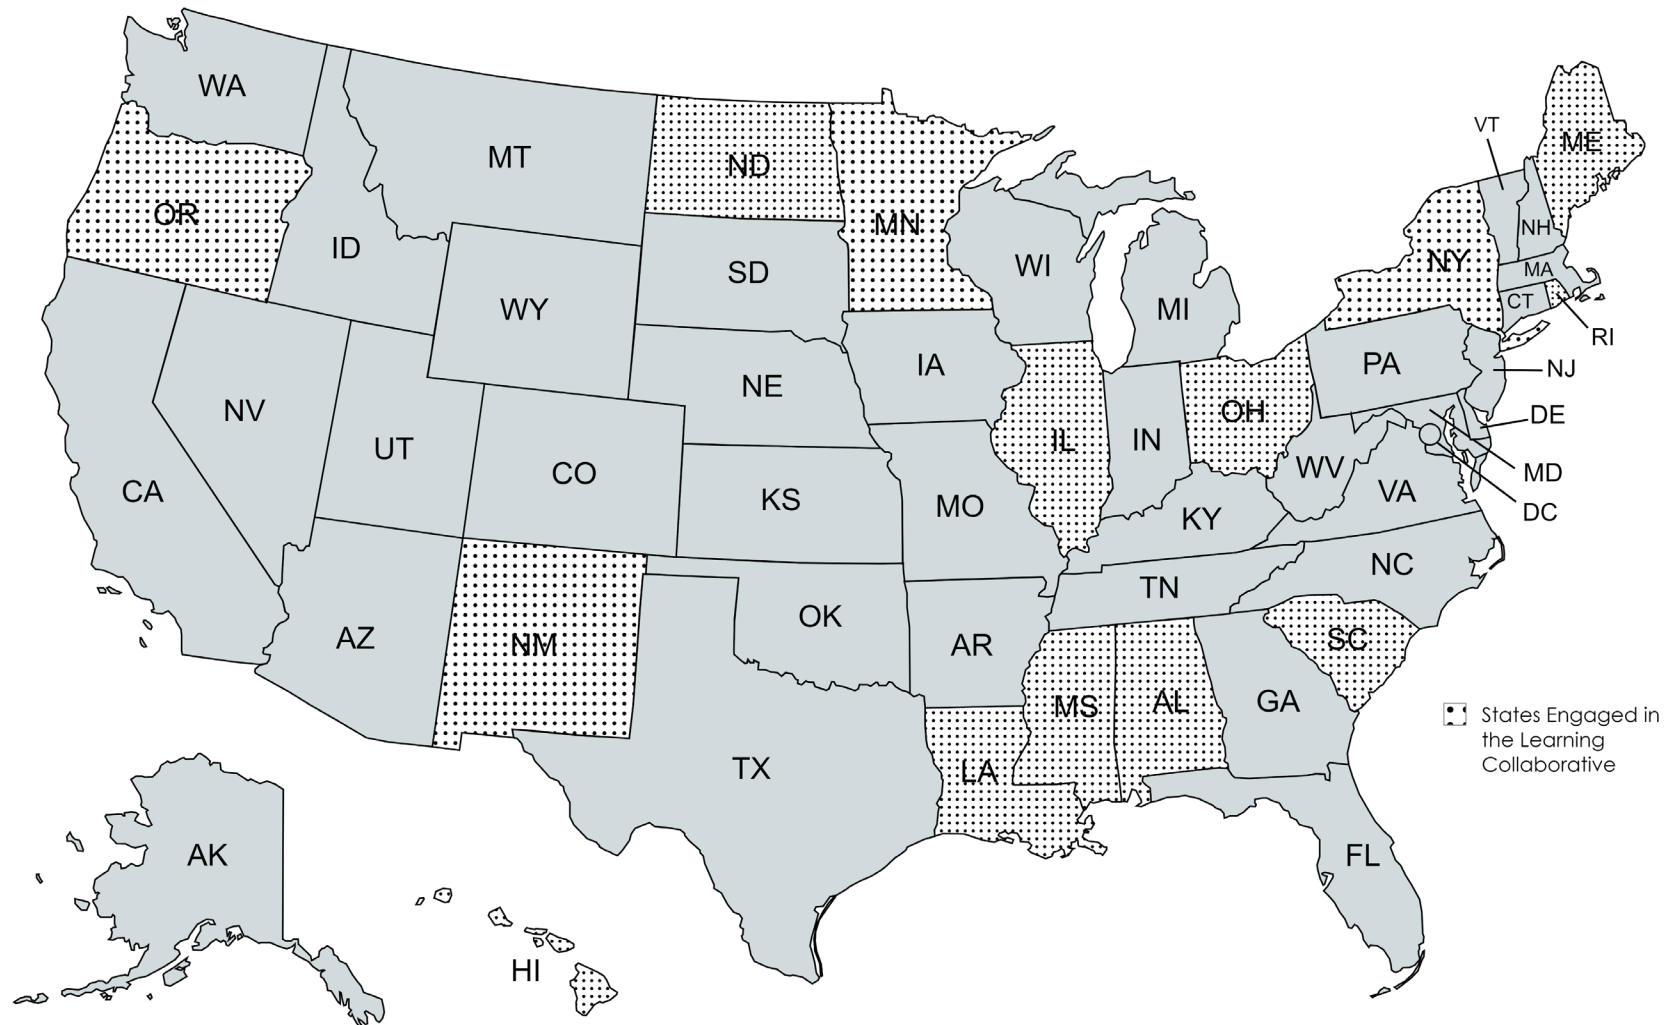 WA
MT
ND
MN
VT
ME
OR
ID
SD
WI
NY
NH
MA
WY
MI
CT
RI
IA
PA
NJ
NE
NV
OH
DE
UT
CO
IL
IN
WV
MD
CA
KS
MO
VA
DC
KY
NC
TN
OK
AZ
NM
AR
SC
MS
AL
GA
States Engaged in
the Learning
Collaborative
TX
LA
AK
FL
HI